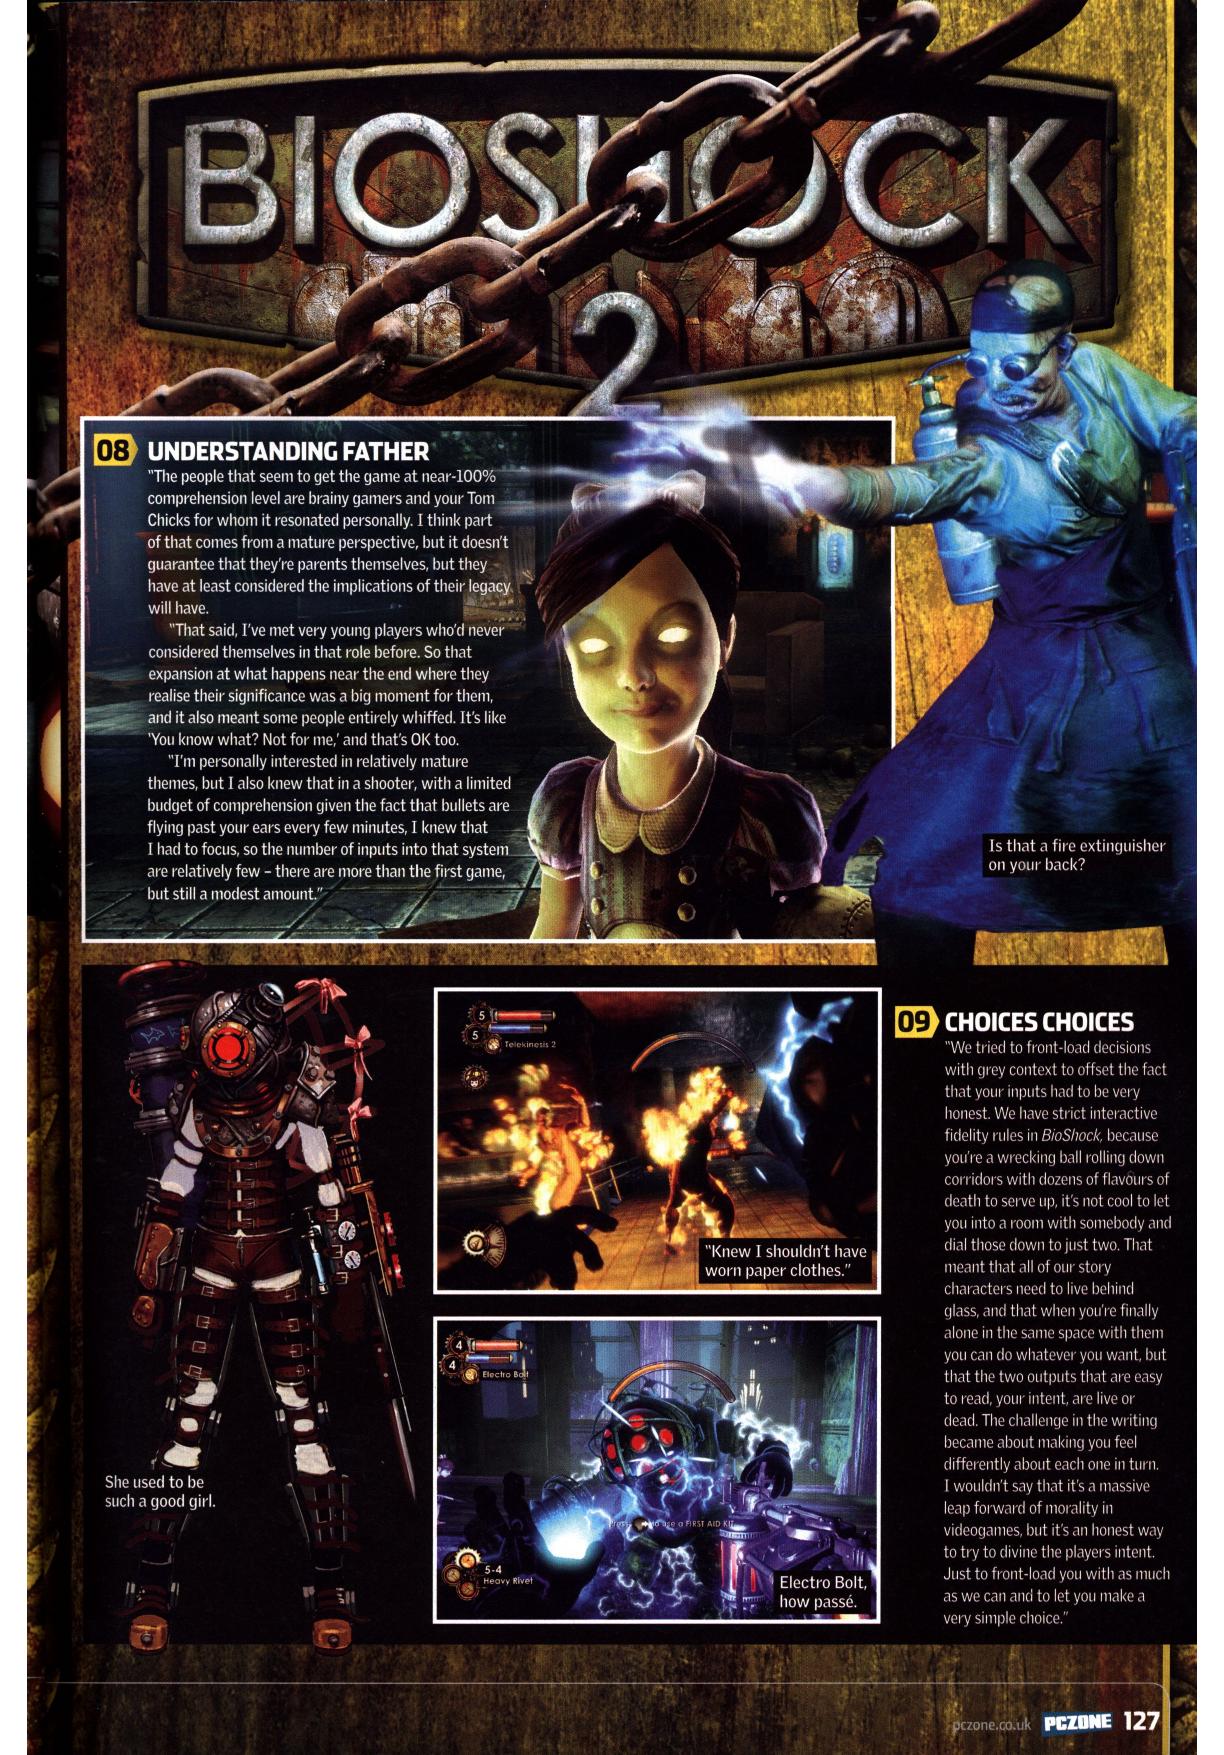 BIOSHOCK
2
08 UNDERSTANDING FATHER
"The people that seem to get the game at near-100%
comprehension level are brainy gamers and your Tom
Chicks for whom it resonated personally. I think part
of that comes from a mature perspective, but it doesn't
guarantee that they're parents themselves, but they
have at least considered the implications of their legacy
will have.
"That said, I've met very young players who'd never
considered themselves in that role before. So that
expansion at what happens near the end where they
realise their significance was a big moment for them,
and it also meant some people entirely whiffed. It's like
'You know what? Not for me,' and that's OK too.
"I'm personally interested in relatively mature
themes, but I also knew that in a shooter, with a limited
budget of comprehension given the fact that bullets are
flying past your ears every few minutes, I knew that
I had to focus, so the number of inputs into that system
are relatively few – there are more than the first game,
but still a modest amount."
Is that a fire extinguisher
on your back?
She used to be
such a good girl.
5
5
Telekinesis 2
"Knew I shouldn't have
worn paper clothes."
4
4
Electro Bolt
Press to use a FIRST AID KIT
5-4
Heavy Rivet
Electro Bolt,
how passé.
09 CHOICES CHOICES
"We tried to front-load decisions
with grey context to offset the fact
that your inputs had to be very
honest. We have strict interactive
fidelity rules in BioShock, because
you're a wrecking ball rolling down
corridors with dozens of flavours of
death to serve up, it's not cool to let
you into a room with somebody and
dial those down to just two. That
meant that all of our story
characters need to live behind
glass, and that when you're finally
alone in the same space with them
you can do whatever you want, but
that the two outputs that are easy
to read, your intent, are live or
dead. The challenge in the writing
became about making you feel
differently about each one in turn.
I wouldn't say that it's a massive
leap forward of morality in
videogames, but it's an honest way
to try to divine the players intent.
Just to front-load you with as much
as we can and to let you make a
very simple choice."
pczone.co.uk PCZONE 127